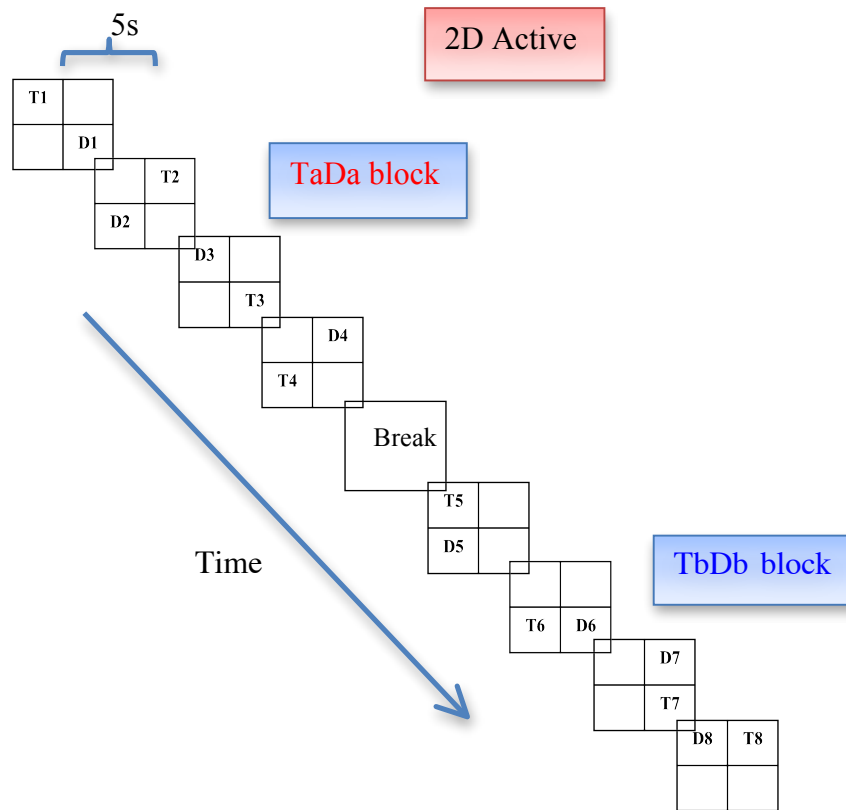 5s
2D Active
T1
D1
TaDa block
T2
D2
D3
T3
D4
T4
Break
T5
D5
Time
TbDb block
T6 D6
D7
T7
D8 T8